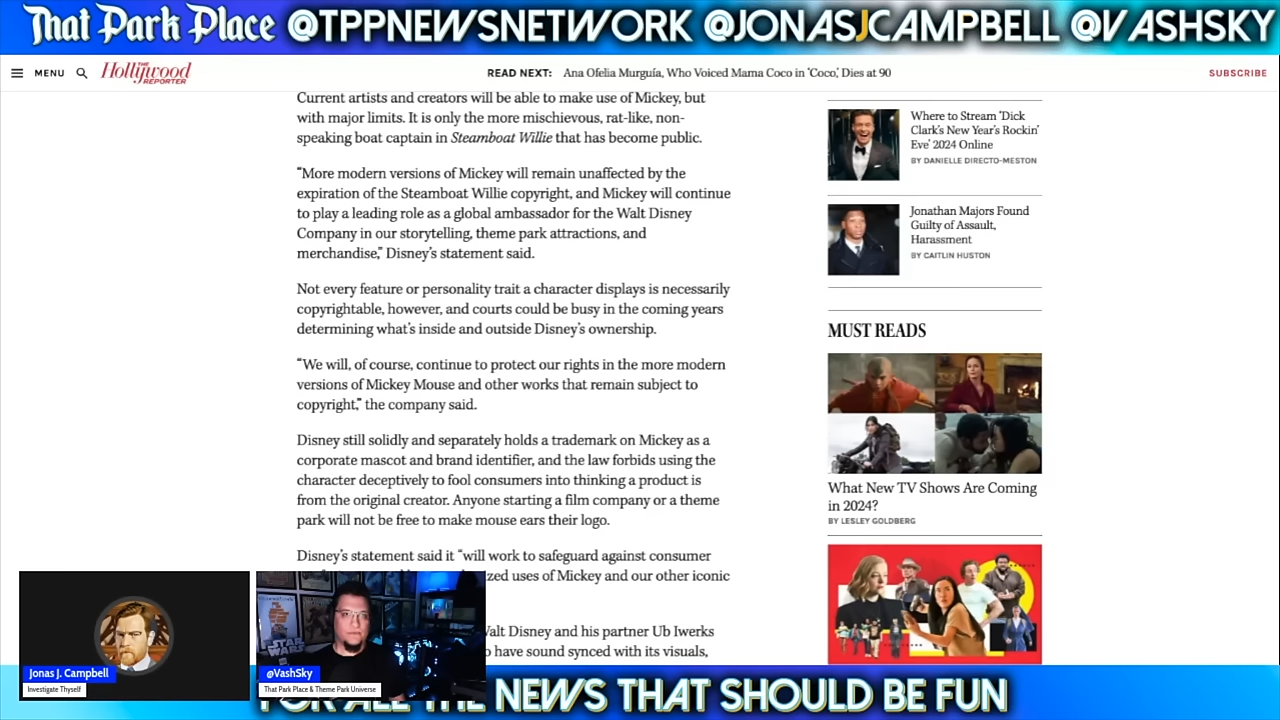 That Park Place @TPPNEWSNETWORK @JONASJCAMPBELL @VASHSKY
MENU
THE
Hollywood
REPORTER
READ NEXT: Ana Ofelia Murguía, Who Voiced Mama Coco in 'Coco,' Dies at 90
SUBSCRIBE
Current artists and creators will be able to make use of Mickey, but
with major limits. It is only the more mischievous, rat-like, non-
speaking boat captain in Steamboat Willie that has become public.
“More modern versions of Mickey will remain unaffected by the
expiration of the Steamboat Willie copyright, and Mickey will continue
to play a leading role as a global ambassador for the Walt Disney
Company in our storytelling, theme park attractions, and
merchandise,” Disney’s statement said.
Not every feature or personality trait a character displays is necessarily
copyrightable, however, and courts could be busy in the coming years
determining what’s inside and outside Disney’s ownership.
“We will, of course, continue to protect our rights in the more modern
versions of Mickey Mouse and other works that remain subject to
copyright,” the company said.
Disney still solidly and separately holds a trademark on Mickey as a
corporate mascot and brand identifier, and the law forbids using the
character deceptively to fool consumers into thinking a product is
from the original creator. Anyone starting a film company or a theme
park will not be free to make mouse ears their logo.
Disney’s statement said it “will work to safeguard against consumer
uses of Mickey and our other iconic
Walt Disney and his partner Ub Iwerks
have sound synced with its visuals,
Where to Stream 'Dick
Clark's New Year's Rockin'
Eve' 2024 Online
BY DANIELLE DIRECTO-MESTON
Jonathan Majors Found
Guilty of Assault,
Harassment
BY CAITLIN HUSTON
MUST READS
What New TV Shows Are Coming
in 2024?
BY LESLEY GOLDBERG
STAR
WARS
Jonas J. Campbell
Investigate Thyself
@VashSky
That Park Place & Theme Park Universe
FOR ALL THE NEWS THAT SHOULD BE FUN